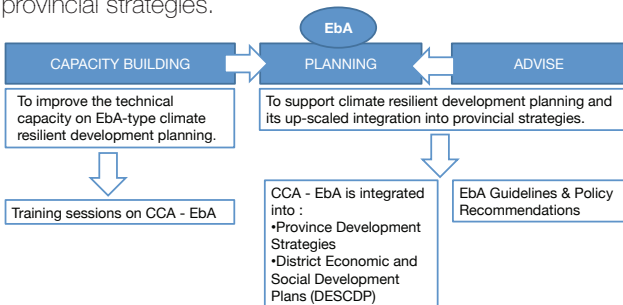 provincial strategies.
EbA
CAPACITY BUILDING
PLANNING
ADVISE
To improve the technical
capacity on EbA-type climate
resilient development planning.
To support climate resilient development planning and
its up-scaled integration into provincial strategies.
Training sessions on CCA - EbA
CCA - EbA is integrated
into :
•Province Development
Strategies
•District Economic and
Social Development
Plans (DESCDP)
EbA Guidelines & Policy
Recommendations